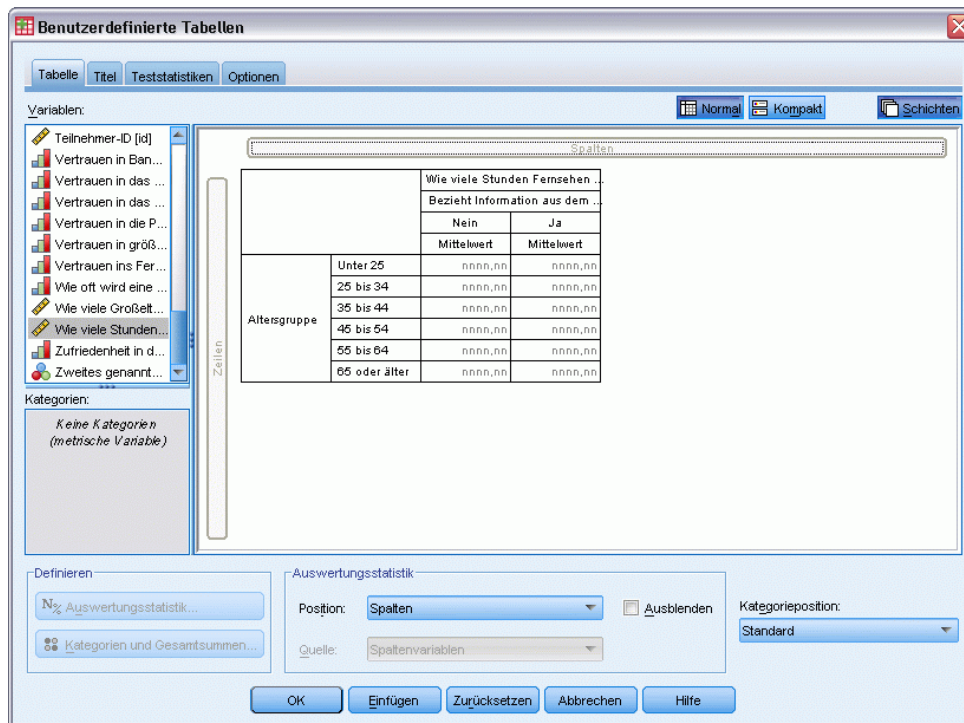 Benutzerdefinierte Tabellen
Tabelle Titel Teststatistiken Optionen
Variablen:
Normal Kompakt Schichten
Teilnehmer-ID [id]
Vertrauen in Ban...
Vertrauen in das ...
Vertrauen in das ...
Vertrauen in die P...
Vertrauen in größ...
Vertrauen ins Fer...
Wie oft wird eine ...
Wie viele Großelt...
Wie viele Stunden...
Zufriedenheit in d...
Zweites genannt...
Kategorien:
Keine Kategorien
(metrische Variable)
Spalten
Zeilen
Wie viele Stunden Fernsehen ...
Bezieht Information aus dem ...
Nein Ja
Mittelwert Mittelwert
Altersgruppe
Unter 25 nnnn,nn nnnn,nn
25 bis 34 nnnn,nn nnnn,nn
35 bis 44 nnnn,nn nnnn,nn
45 bis 54 nnnn,nn nnnn,nn
55 bis 64 nnnn,nn nnnn,nn
65 oder älter nnnn,nn nnnn,nn
Definieren
N% Auswertungsstatistik...
Kategorien und Gesamtsummen...
Auswertungsstatistik
Position: Spalten Ausblenden
Quelle: Spaltenvariablen
Kategorieposition:
Standard
OK Einfügen Zurücksetzen Abbrechen Hilfe